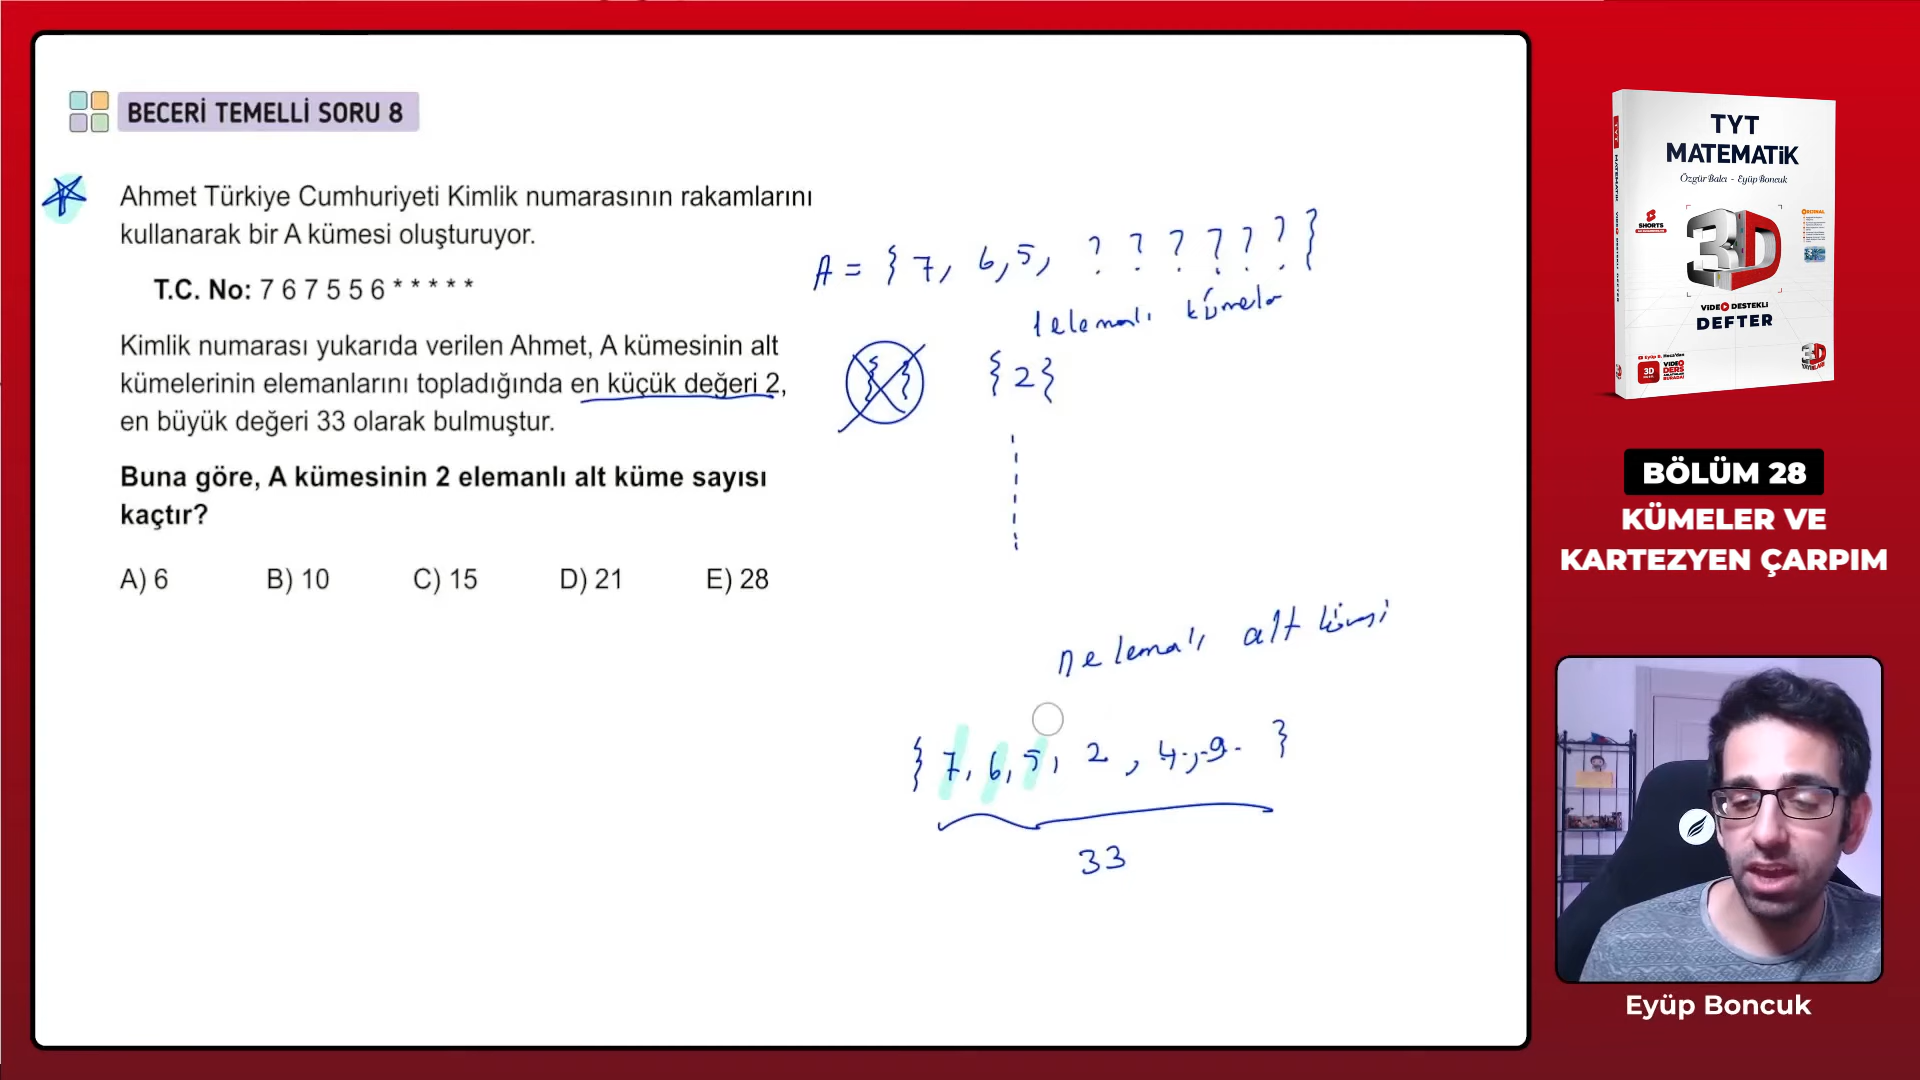 BECERİ TEMELLİ SORU 8
Ahmet Türkiye Cumhuriyeti Kimlik numarasının rakamlarını
kullanarak bir A kümesi oluşturuyor.
T.C. No: 7 6 7 5 5 6 * * * * *
Kimlik numarası yukarıda verilen Ahmet, A kümesinin alt
kümelerinin elemanlarını topladığında en küçük değeri 2,
en büyük değeri 33 olarak bulmuştur.
Buna göre, A kümesinin 2 elemanlı alt küme sayısı
kaçtır?
A) 6 B) 10 C) 15 D) 21 E) 28
A = { 7, 6, 5, ? ? ? ? ? ? }
1 elemanlı kümeler
{ } {2}
n elemanlı alt kümesi
{ 7, 6, 5, 2, 4, 9 }
33
TYT
MATEMATİK
Özgür Balcı - Eyüp Boncuk
SHORTS
3D
VIDEO DESTEKLI
DEFTER
BÖLÜM 28
KÜMELER VE
KARTEZYEN ÇARPIM
Eyüp Boncuk